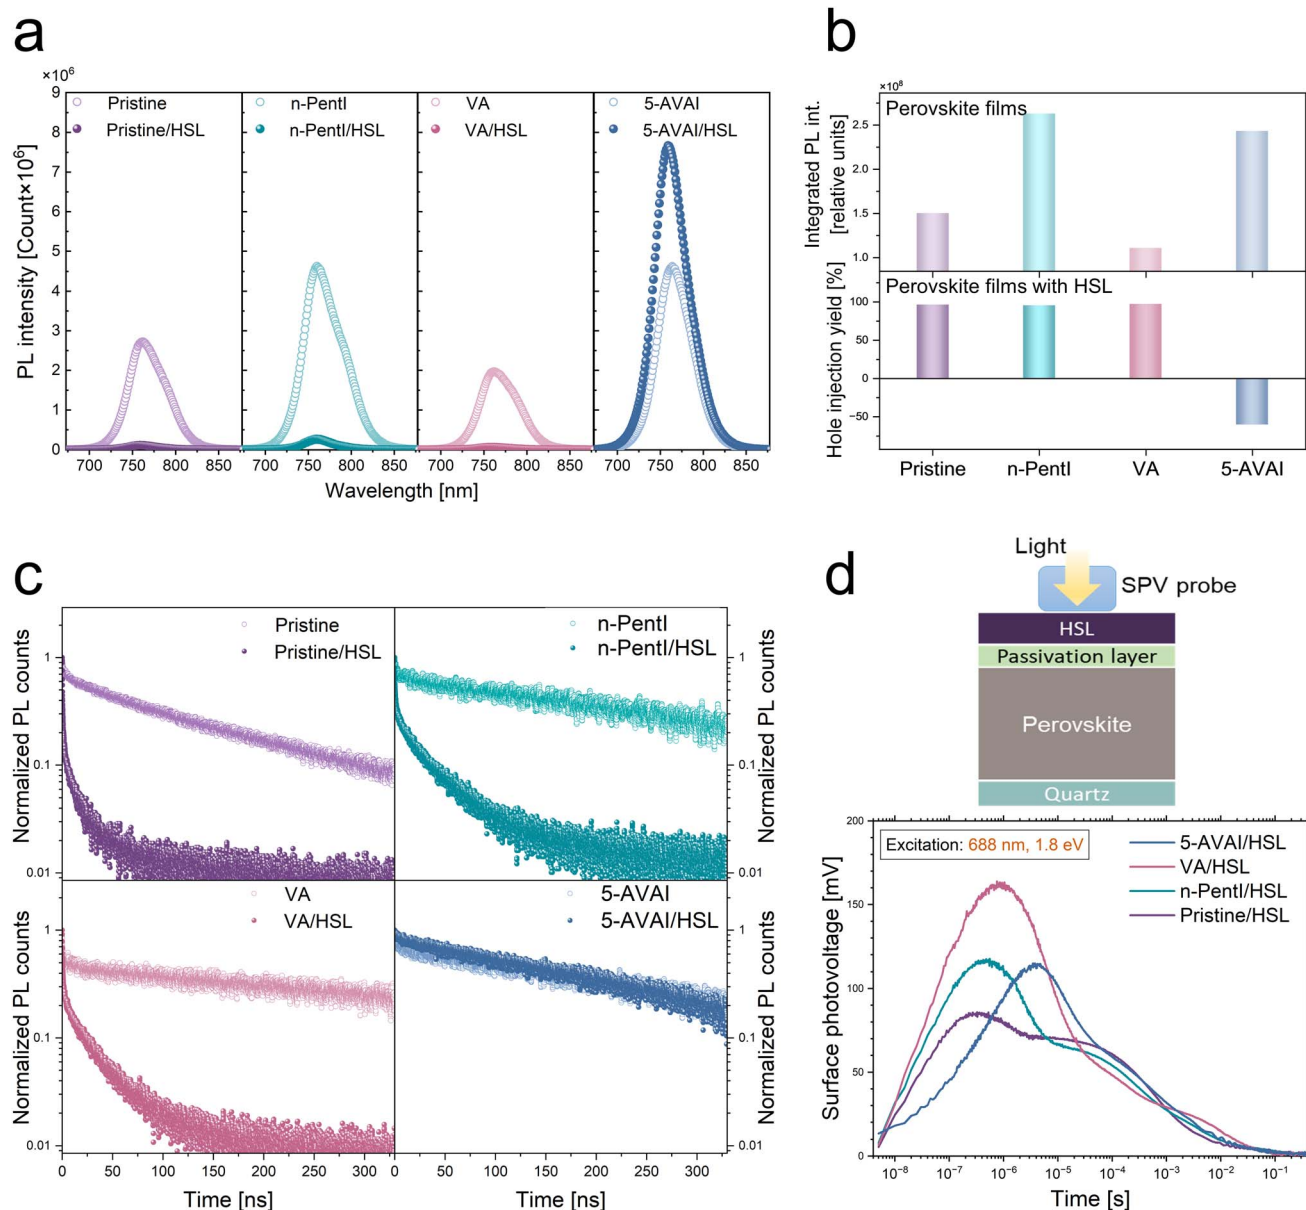 a
×10⁶
PL intensity [Count×10⁶]
9
8
7
6
5
4
3
2
1
0
Pristine
Pristine/HSL
n-PentI
n-PentI/HSL
VA
VA/HSL
5-AVAI
5-AVAI/HSL
700 750 800 850 700 750 800 850 700 750 800 850 700 750 800 850
Wavelength [nm]
b
×10⁸
Integrated PL int.
[relative units]
2.5
2.0
1.5
1.0
Perovskite films
Hole injection yield [%]
100
50
0
−50
Perovskite films with HSL
Pristine n-PentI VA 5-AVAI
c
Normalized PL counts
1
0.1
0.01
Pristine
Pristine/HSL
n-PentI
n-PentI/HSL
1
0.1
0.01
Normalized PL counts
Normalized PL counts
1
0.1
0.01
VA
VA/HSL
5-AVAI
5-AVAI/HSL
1
0.1
0.01
Normalized PL counts
0 50 100 150 200 250 300 0 50 100 150 200 250 300
Time [ns] Time [ns]
d
Light
SPV probe
HSL
Passivation layer
Perovskite
Quartz
Surface photovoltage [mV]
200
150
100
50
0
Excitation: 688 nm, 1.8 eV
5-AVAI/HSL
VA/HSL
n-PentI/HSL
Pristine/HSL
10⁻⁸ 10⁻⁷ 10⁻⁶ 10⁻⁵ 10⁻⁴ 10⁻³ 10⁻² 10⁻¹
Time [s]